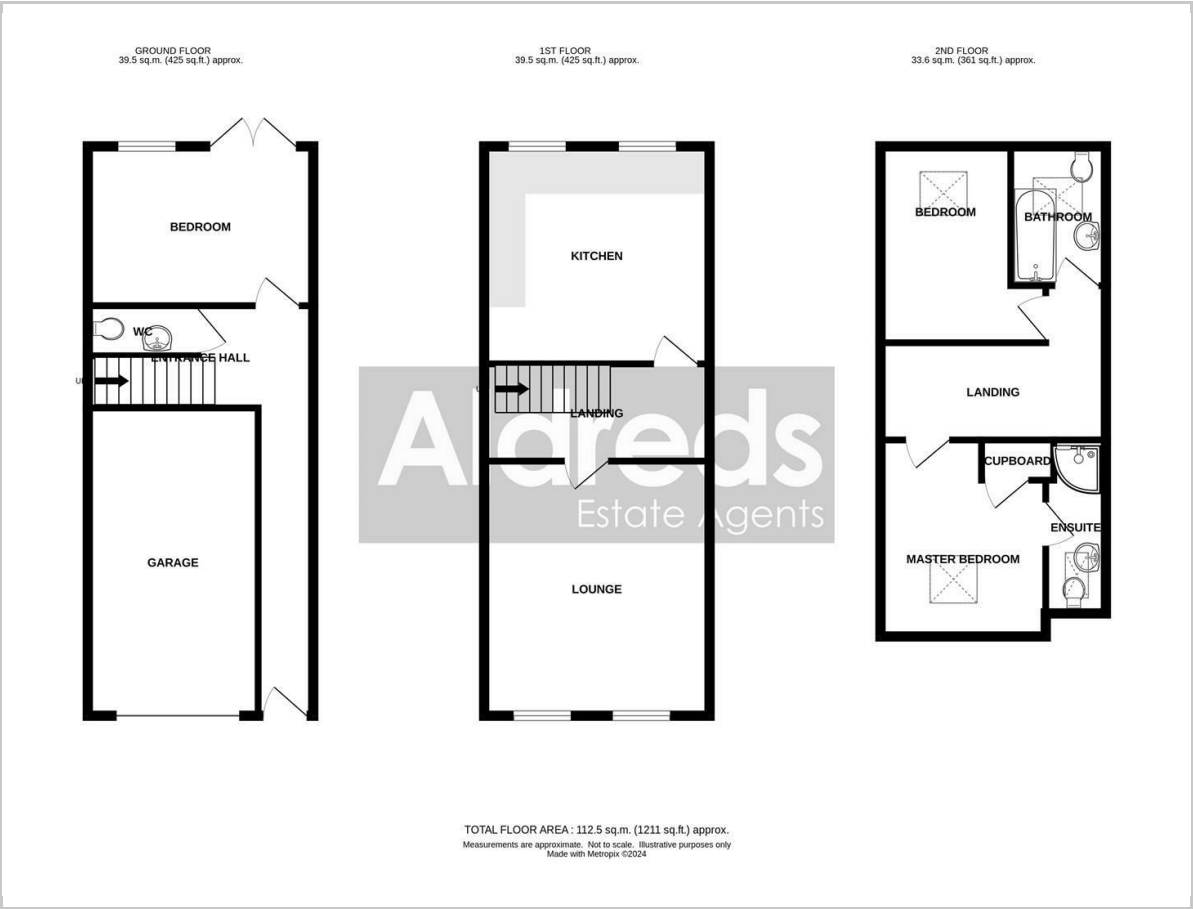 GROUND FLOOR
39.5 sq.m. (425 sq.ft.) approx.
1ST FLOOR
39.5 sq.m. (425 sq.ft.) approx.
2ND FLOOR
33.6 sq.m. (361 sq.ft.) approx.
BEDROOM
WC
ENTRANCE HALL
GARAGE
KITCHEN
LANDING
LOUNGE
BEDROOM
BATHROOM
LANDING
CUPBOARD
ENSUITE
MASTER BEDROOM
Aldreds
Estate Agents
TOTAL FLOOR AREA : 112.5 sq.m. (1211 sq.ft.) approx.
Measurements are approximate. Not to scale. Illustrative purposes only
Made with Metropix ©2024